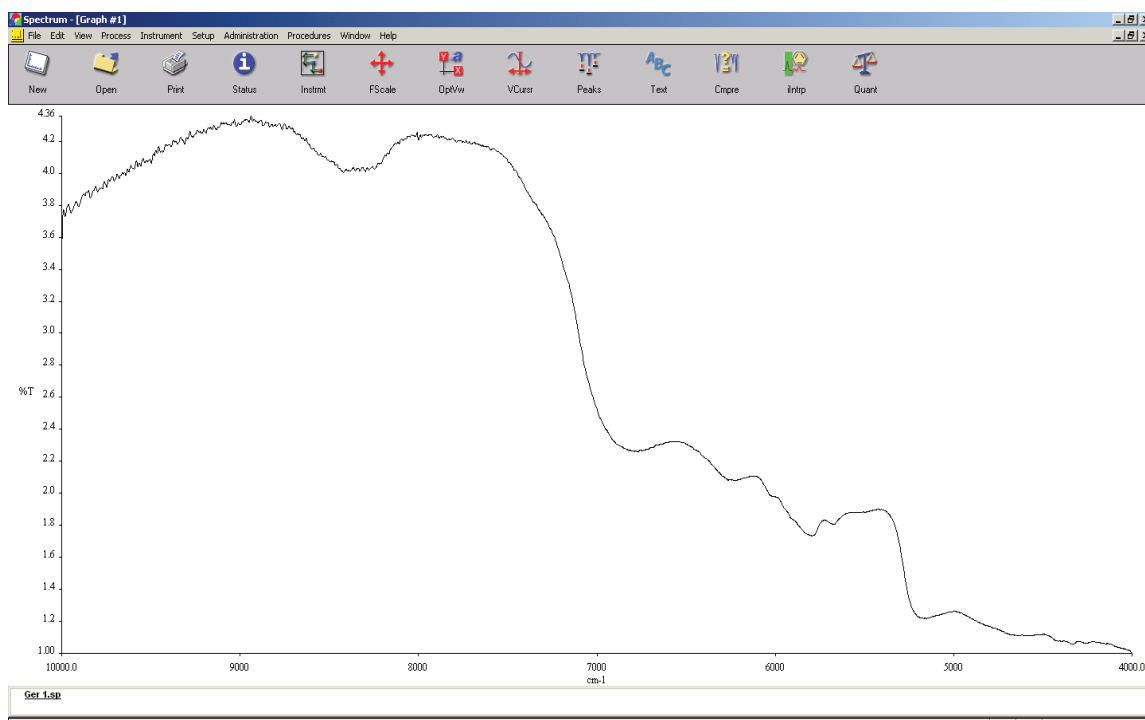 Spectrum - [Graph #1]
File Edit View Process Instrument Setup Administration Procedures Window Help
New Open Print Status Instrmt FScale OptVw VCursr Peaks Text Cmpre iIntrp Quant
4.36
4.2
4.0
3.8
3.6
3.4
3.2
3.0
2.8
%T 2.6
2.4
2.2
2.0
1.8
1.6
1.4
1.2
1.00
10000.0 9000 8000 7000 6000 5000 4000.0
cm-1
Ger 1.sp